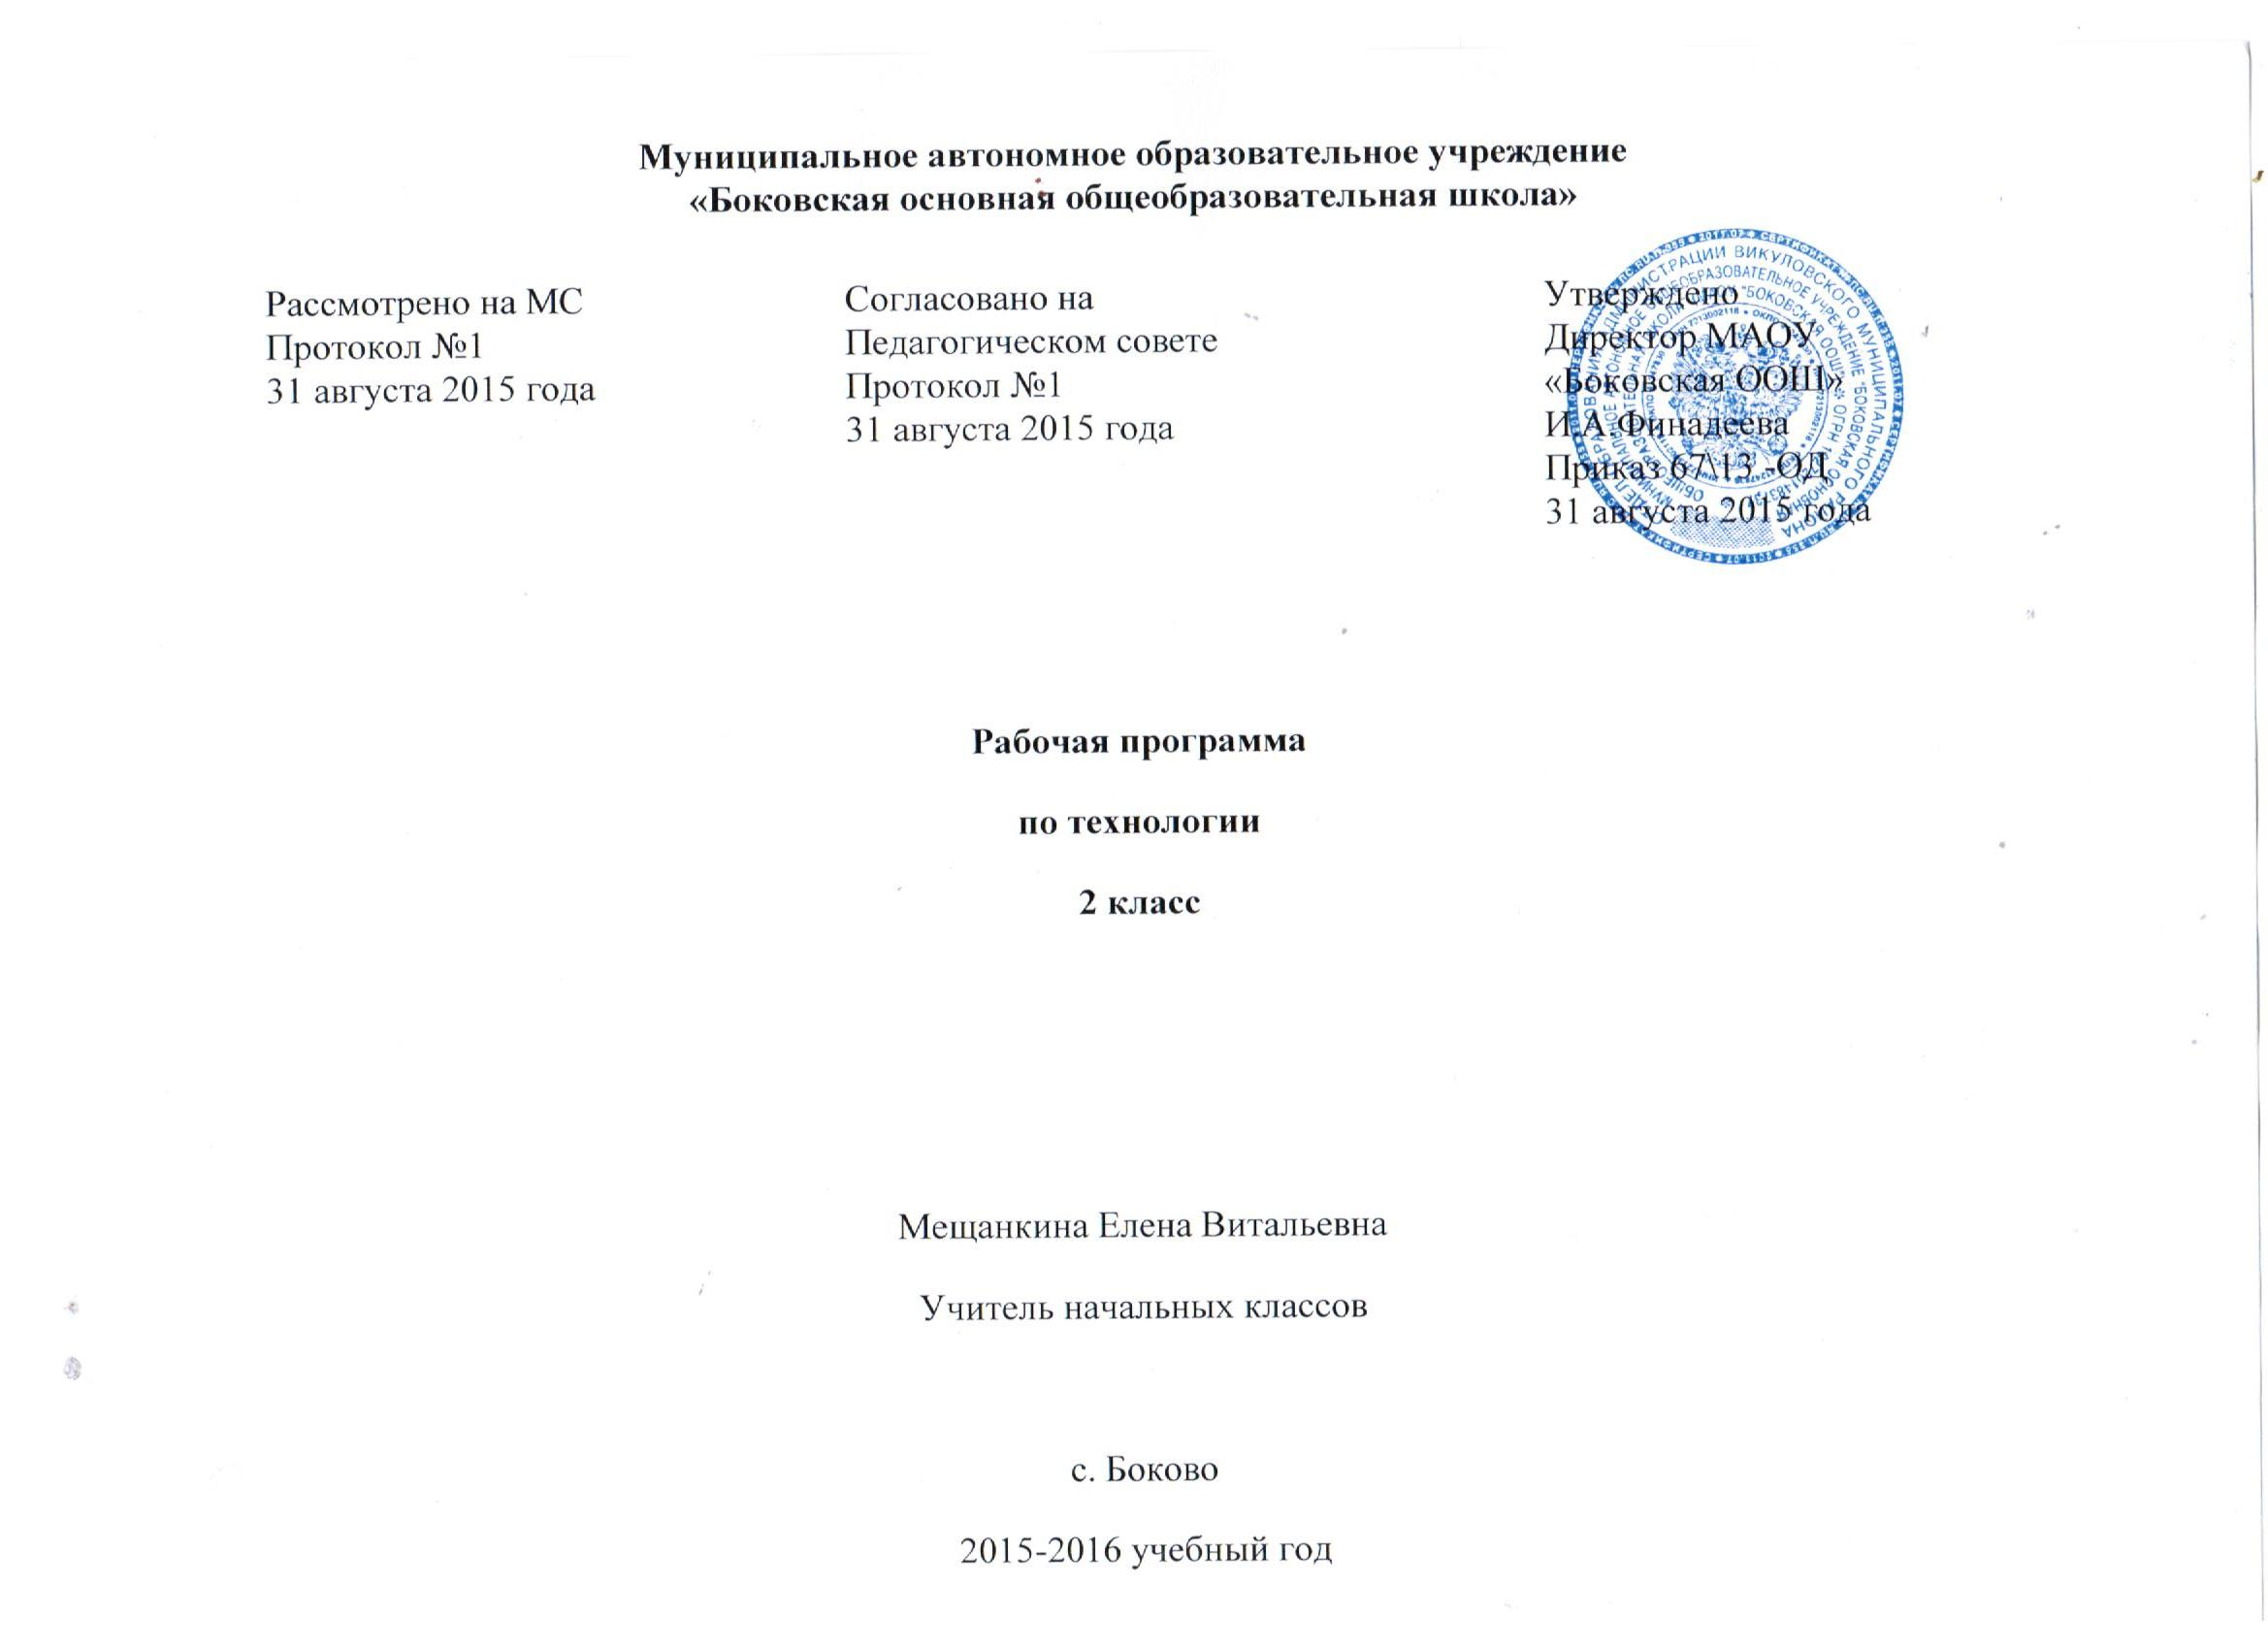 Муниципальное автономное образовательное учреждение
«Боковская основная общеобразовательная школа»
Рассмотрено на МС
Протокол №1
31 августа 2015 года
Согласовано на
Педагогическом совете
Протокол №1
31 августа 2015 года
Утверждено
Директор МАОУ
«Боковская ООШ»
И.А.Финадеева
Приказ 67\13 -ОД
31 августа 2015 года
Рабочая программа
по технологии
2 класс
Мещанкина Елена Витальевна
Учитель начальных классов
с. Боково
2015-2016 учебный год